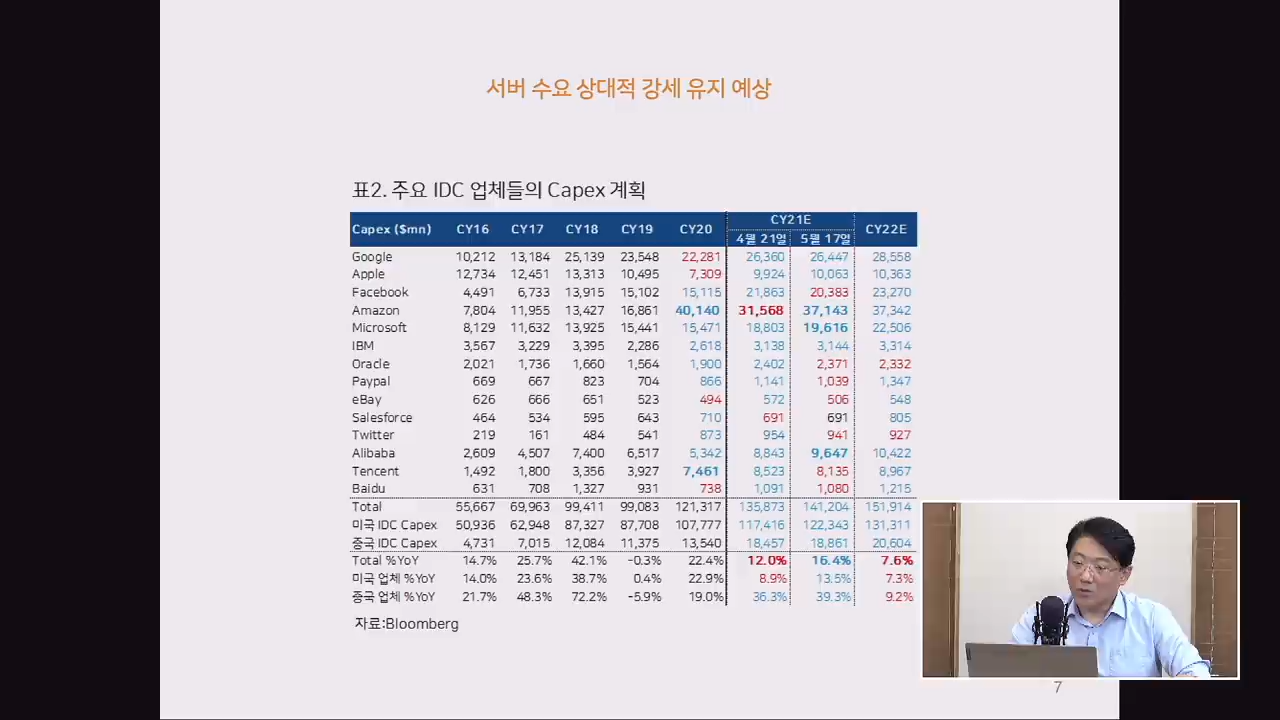 서버 수요 상대적 강세 유지 예상
표2. 주요 IDC 업체들의 Capex 계획
Capex ($mn) CY16 CY17 CY18 CY19 CY20 CY21E CY22E
4월 21일 5월 17일
Google 10,212 13,184 25,139 23,548 22,281 26,360 26,447 28,558
Apple 12,734 12,451 13,313 10,495 7,309 9,924 10,063 10,363
Facebook 4,491 6,733 13,915 15,102 15,115 21,863 20,383 23,270
Amazon 7,804 11,955 13,427 16,861 40,140 31,568 37,143 37,342
Microsoft 8,129 11,632 13,925 15,441 15,471 18,803 19,616 22,506
IBM 3,567 3,229 3,395 2,286 2,618 3,138 3,144 3,314
Oracle 2,021 1,736 1,660 1,564 1,900 2,402 2,371 2,332
Paypal 669 667 823 704 866 1,141 1,039 1,347
eBay 626 666 651 523 494 572 506 548
Salesforce 464 534 595 643 710 691 691 805
Twitter 219 161 484 541 873 954 941 927
Alibaba 2,609 4,507 7,400 6,517 5,342 8,843 9,647 10,422
Tencent 1,492 1,800 3,356 3,927 7,461 8,523 8,135 8,967
Baidu 631 708 1,327 931 738 1,091 1,080 1,215
Total 55,667 69,963 99,411 99,083 121,317 135,873 141,204 151,914
미국 IDC Capex 50,936 62,948 87,327 87,708 107,777 117,416 122,343 131,311
중국 IDC Capex 4,731 7,015 12,084 11,375 13,540 18,457 18,861 20,604
Total %YoY 14.7% 25.7% 42.1% -0.3% 22.4% 12.0% 16.4% 7.6%
미국 업체 %YoY 14.0% 23.6% 38.7% 0.4% 22.9% 8.9% 13.5% 7.3%
중국 업체 %YoY 21.7% 48.3% 72.2% -5.9% 19.0% 36.3% 39.3% 9.2%
자료:Bloomberg
7